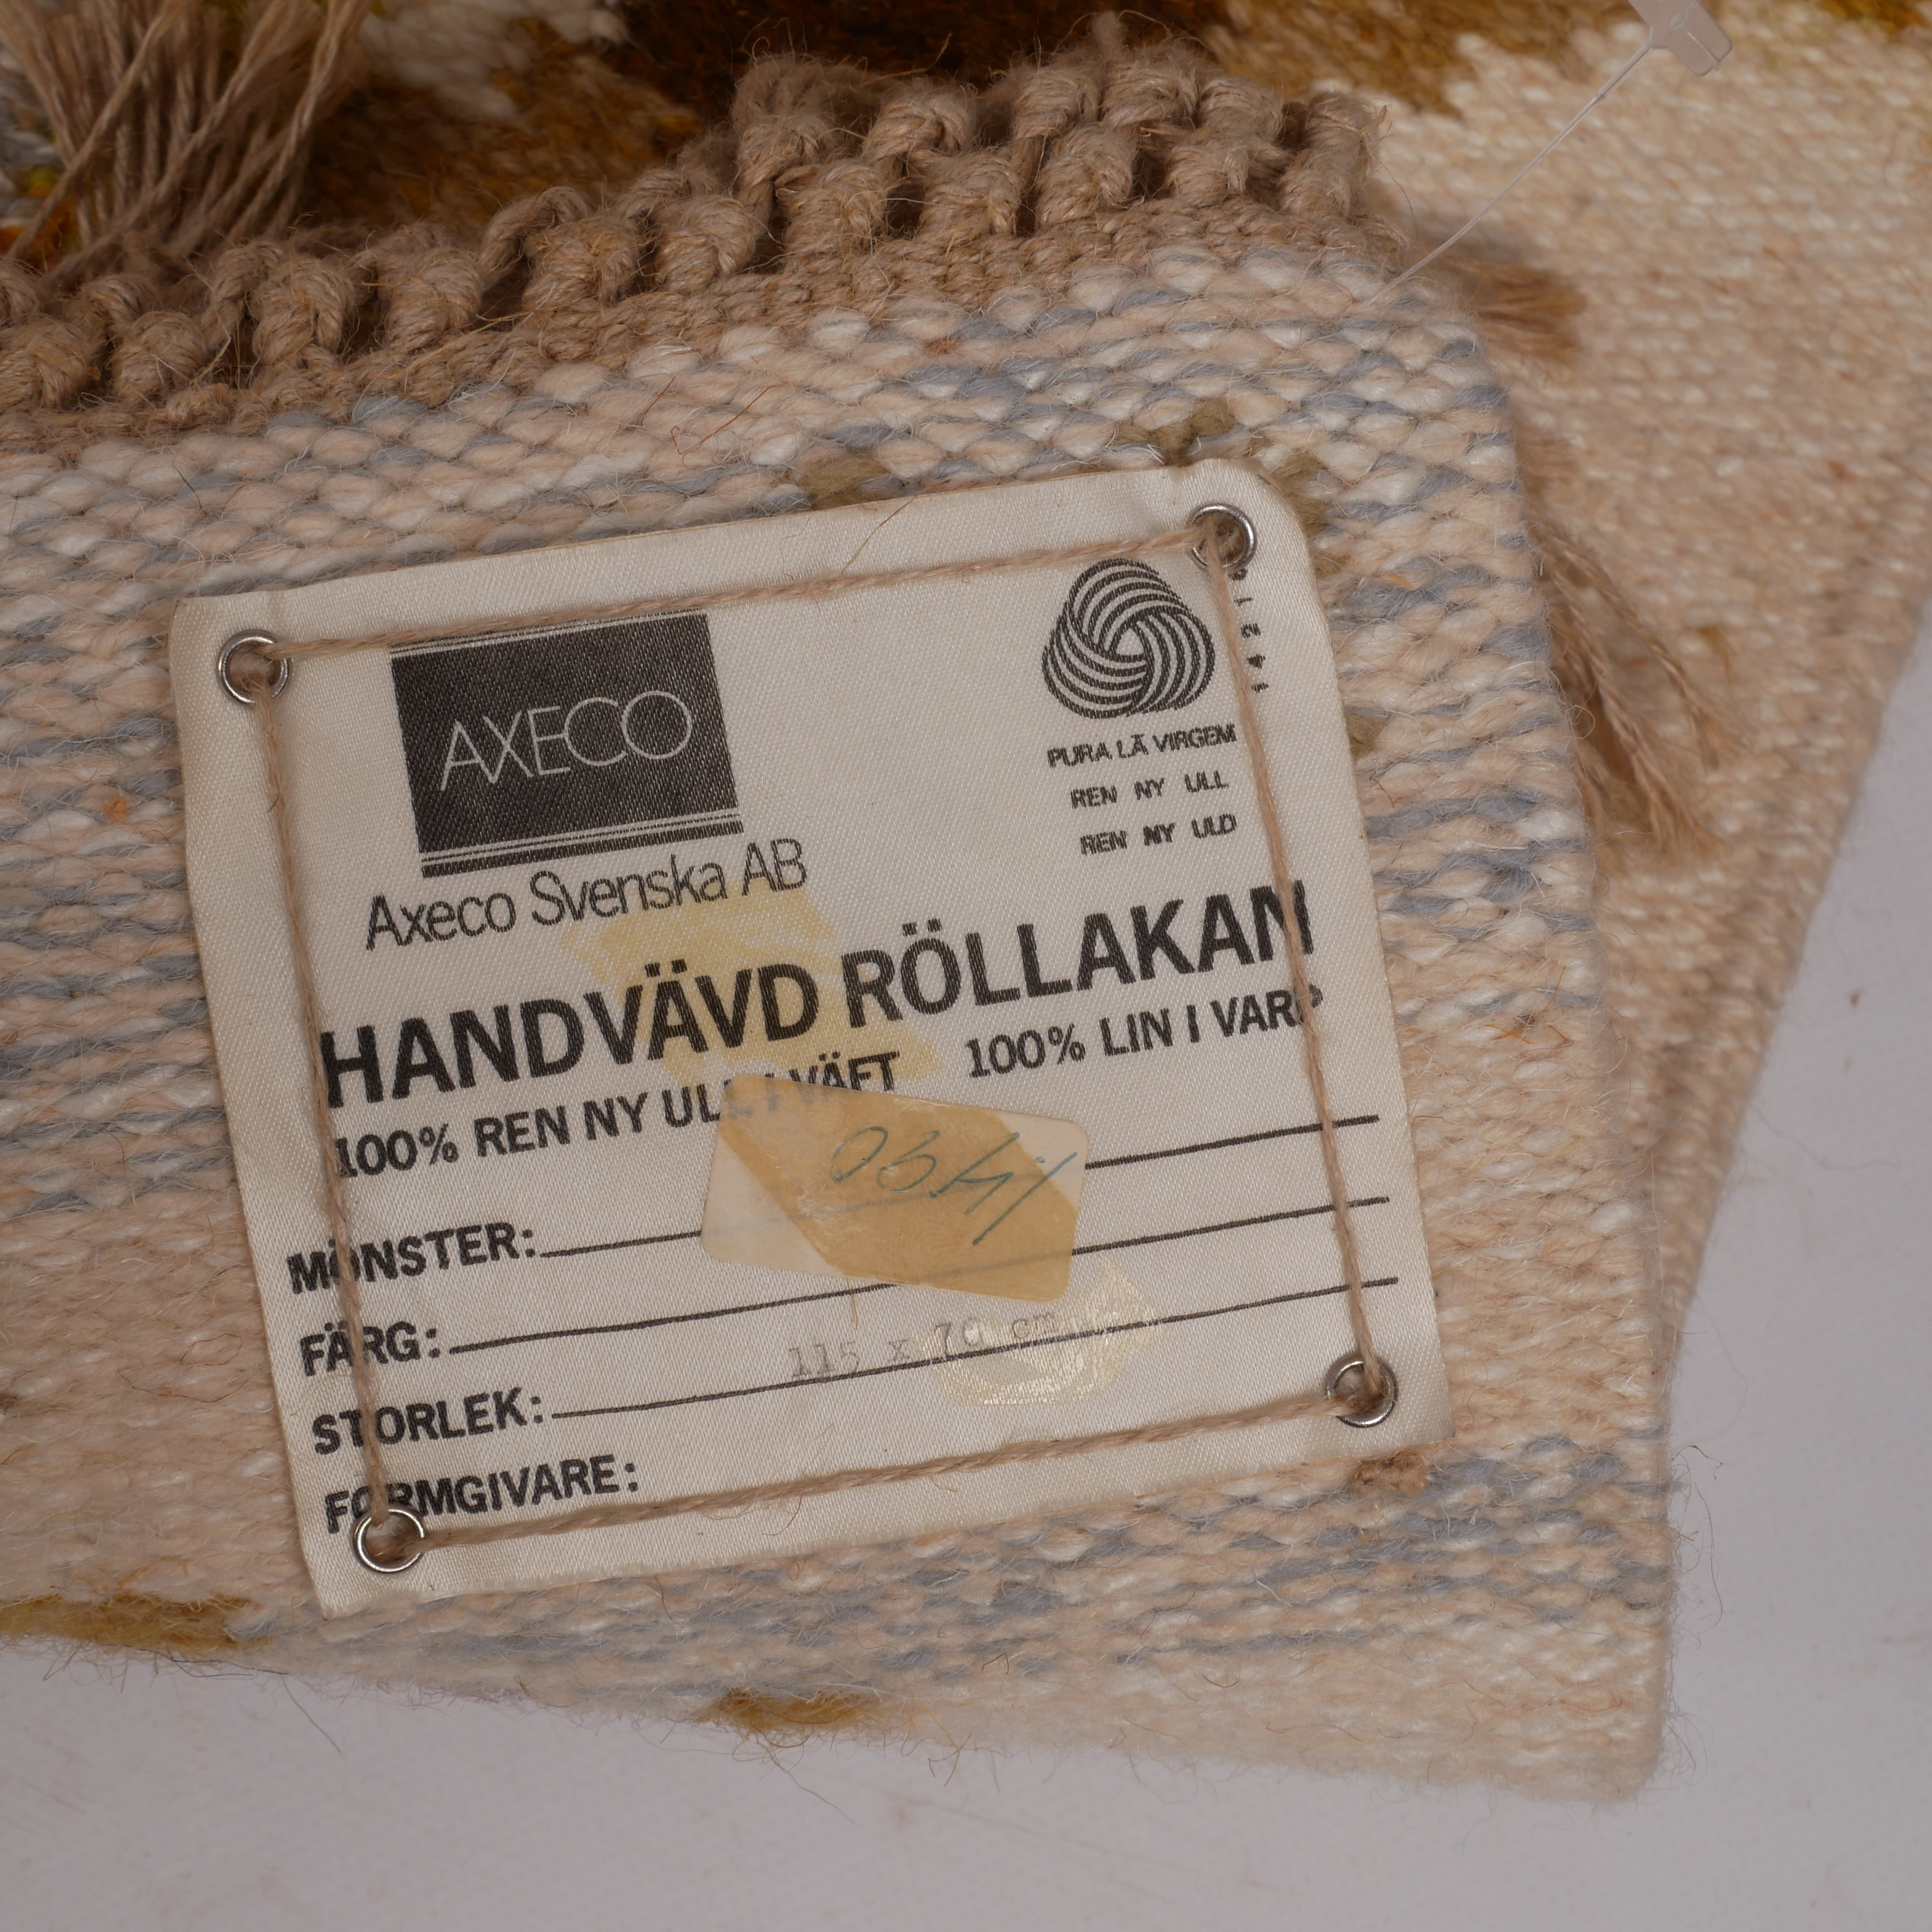 AXECO
Axeco Svenska AB
PURA LÃ VIRGEM
REN NY ULL
REN NY ULD
HANDVÄVD RÖLLAKAN
100% REN NY ULL I VÄFT 100% LIN I VARP
MÖNSTER:
FÄRG:
STORLEK: 115 x 70 cm
FORMGIVARE: